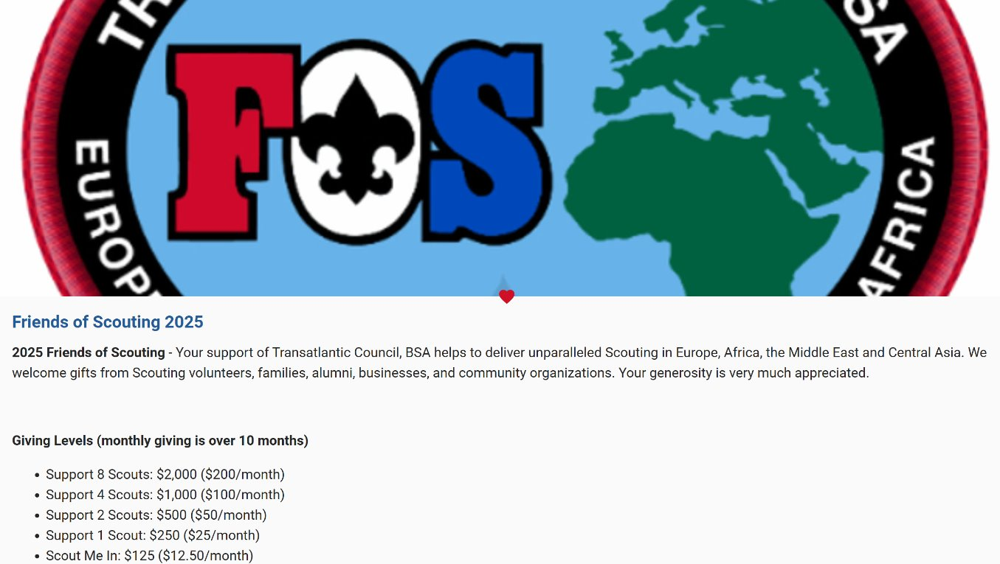 TR
SA
FOS
EUROP
AFRICA
Friends of Scouting 2025
2025 Friends of Scouting - Your support of Transatlantic Council, BSA helps to deliver unparalleled Scouting in Europe, Africa, the Middle East and Central Asia. We
welcome gifts from Scouting volunteers, families, alumni, businesses, and community organizations. Your generosity is very much appreciated.
Giving Levels (monthly giving is over 10 months)
• Support 8 Scouts: $2,000 ($200/month)
• Support 4 Scouts: $1,000 ($100/month)
• Support 2 Scouts: $500 ($50/month)
• Support 1 Scout: $250 ($25/month)
• Scout Me In: $125 ($12.50/month)